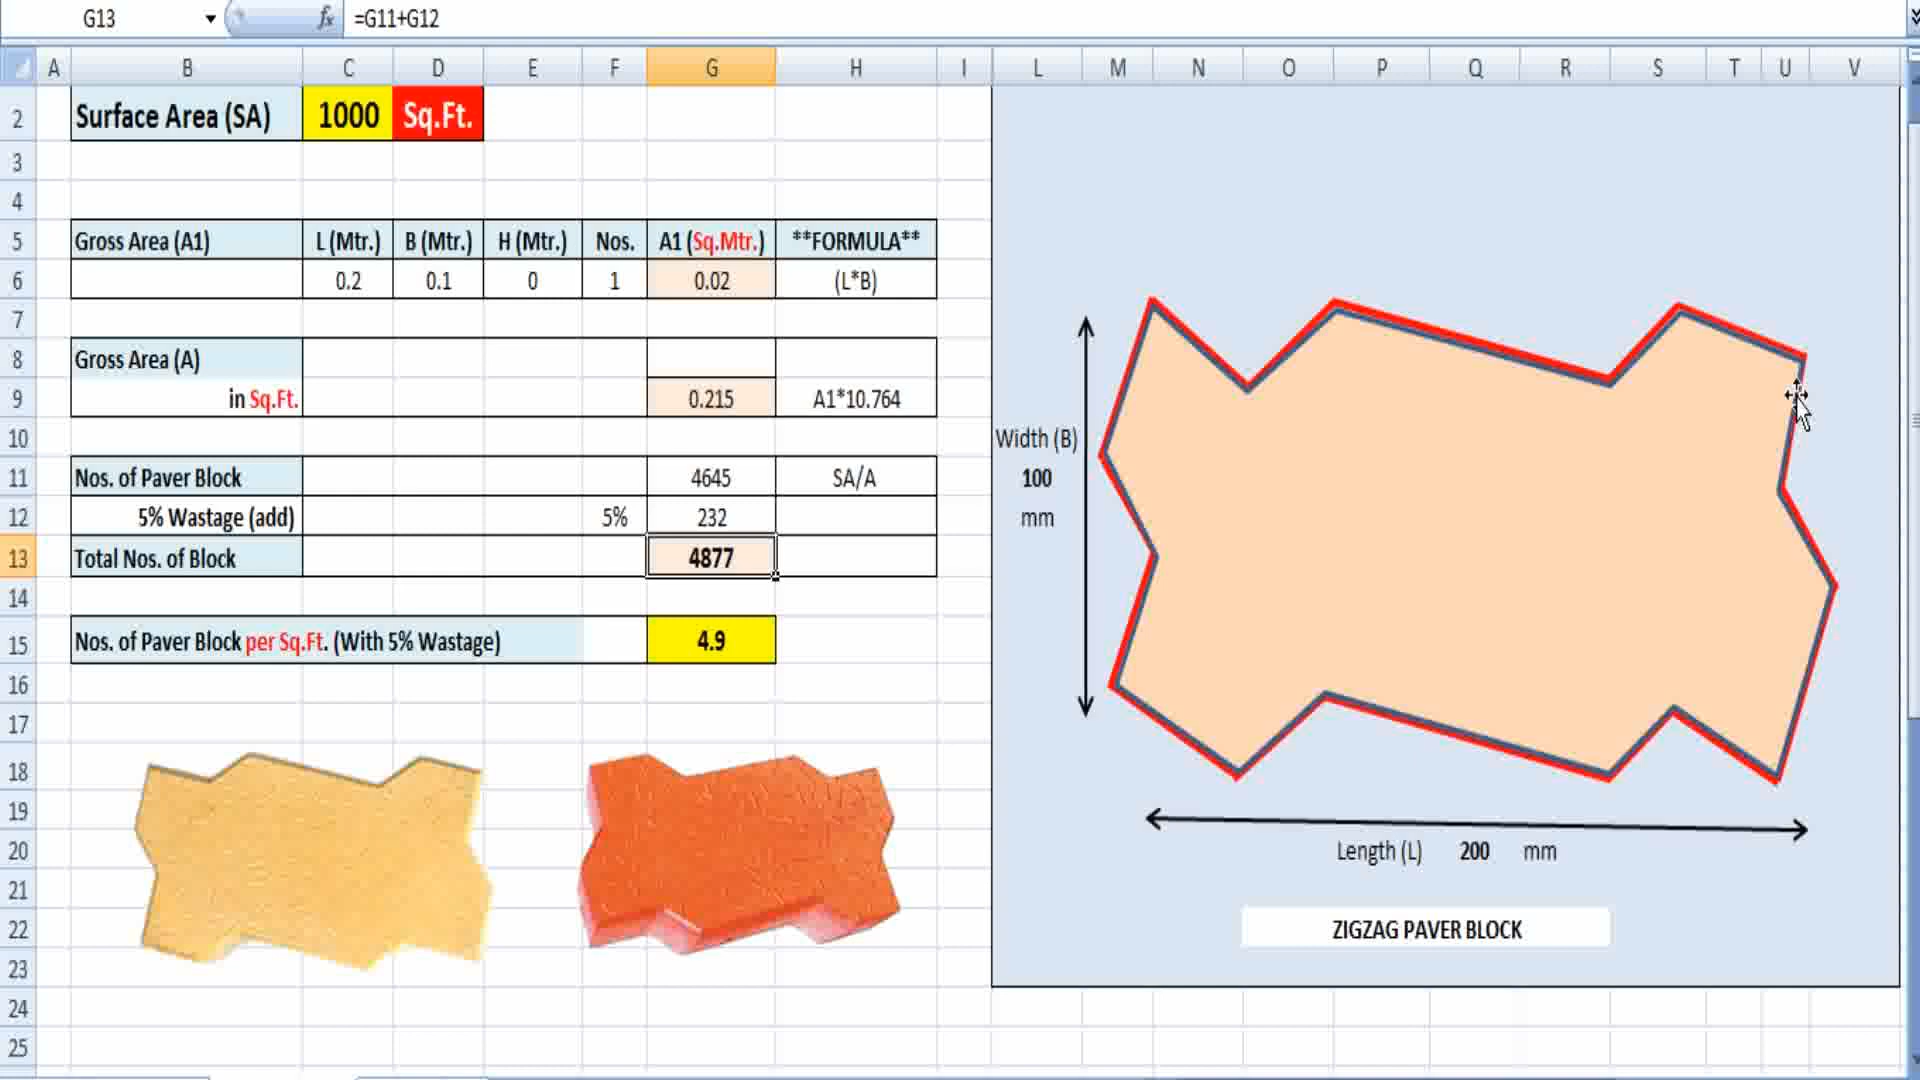 G13 fx =G11+G12
A B C D E F G H I L M N O P Q R S T U V
2 Surface Area (SA) 1000 Sq.Ft.
3
4
5 Gross Area (A1) L (Mtr.) B (Mtr.) H (Mtr.) Nos. A1 (Sq.Mtr.) **FORMULA**
6 0.2 0.1 0 1 0.02 (L*B)
7
8 Gross Area (A)
9 in Sq.Ft. 0.215 A1*10.764
10
Width (B)
11 Nos. of Paver Block 4645 SA/A
100
12 5% Wastage (add) 5% 232
mm
13 Total Nos. of Block 4877
14
15 Nos. of Paver Block per Sq.Ft. (With 5% Wastage) 4.9
16
17
18
19
20
Length (L) 200 mm
21
22
ZIGZAG PAVER BLOCK
23
24
25